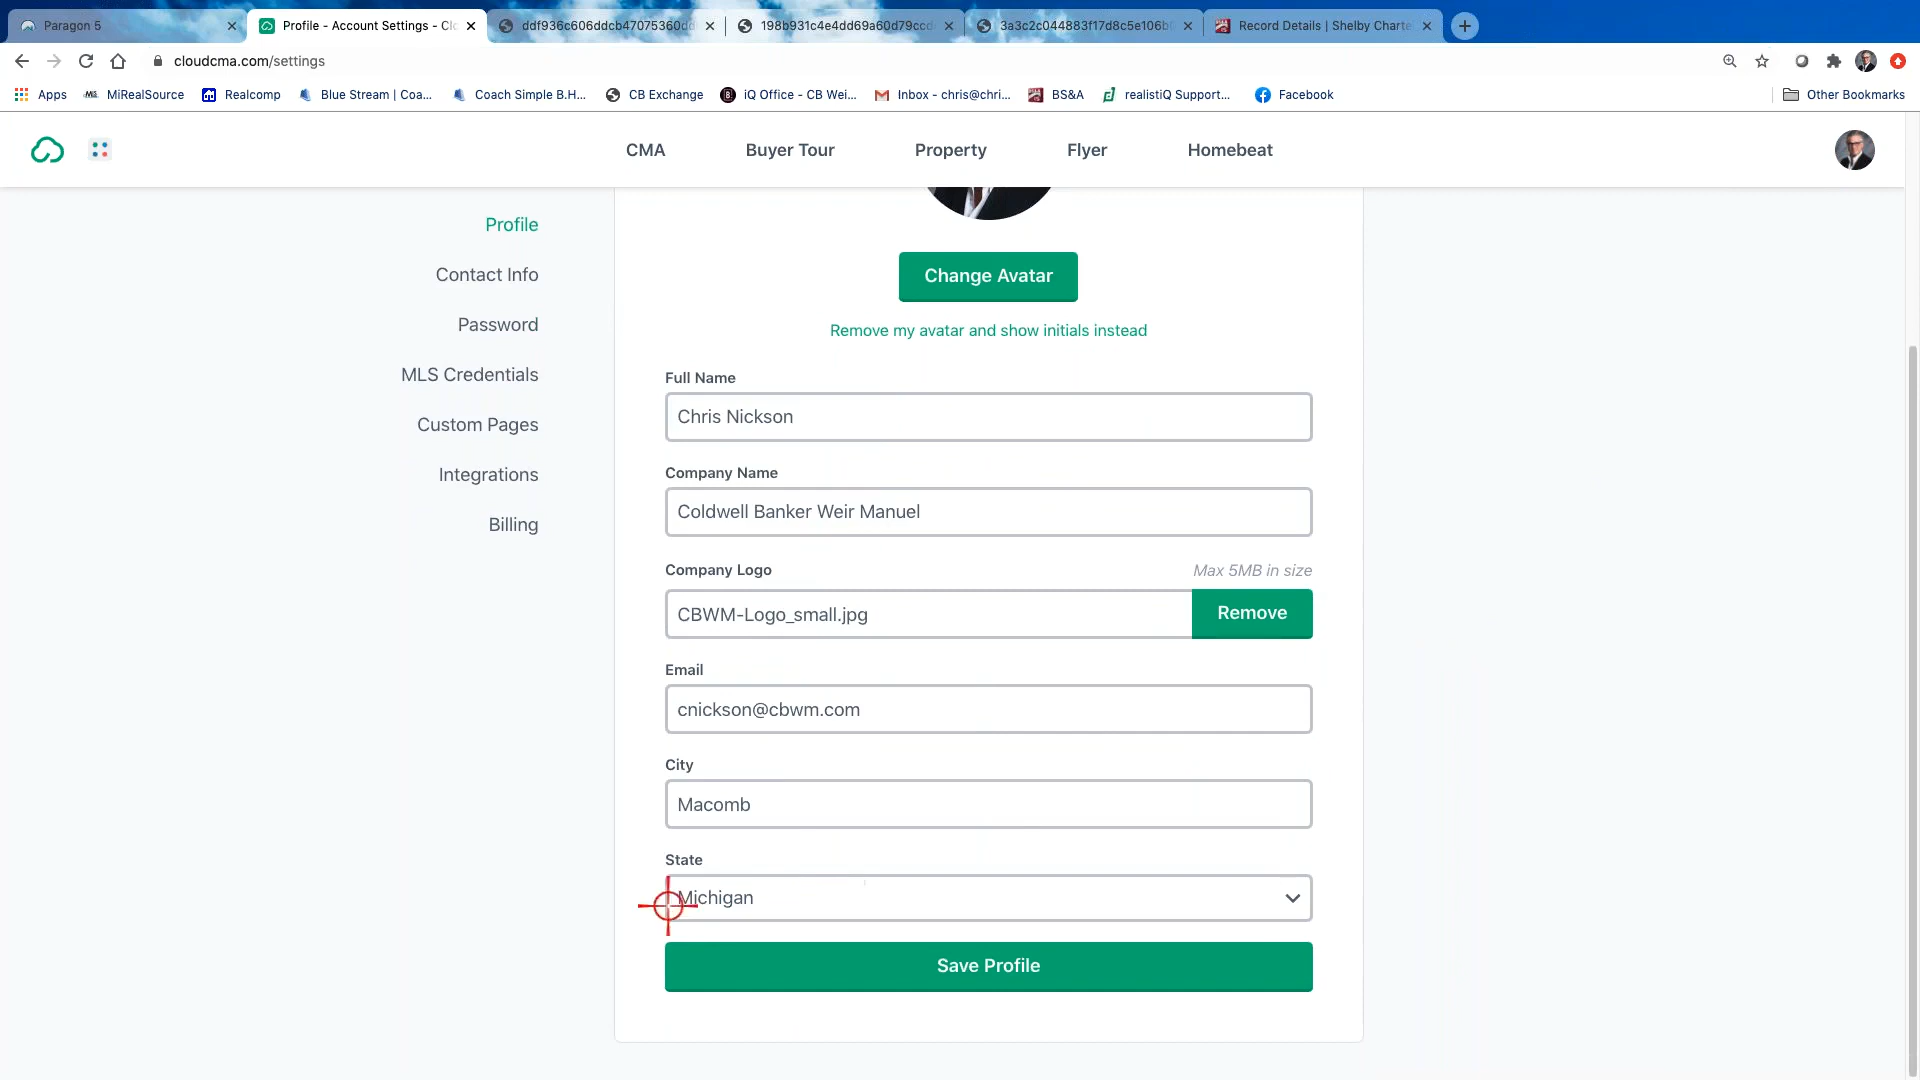 Paragon 5
Profile - Account Settings - Clo
ddf936c606ddcb47075360dd
198b931c4e4dd69a60d79ccd
3a3c2c044883f17d8c5e106b
Record Details | Shelby Charte
cloudcma.com/settings
Apps
MiRealSource
Realcomp
Blue Stream | Coa...
Coach Simple B.H...
CB Exchange
iQ Office - CB Wei...
Inbox - chris@chri...
BS&A
realistiQ Support...
Facebook
Other Bookmarks
CMA
Buyer Tour
Property
Flyer
Homebeat
Profile
Contact Info
Password
MLS Credentials
Custom Pages
Integrations
Billing
Change Avatar
Remove my avatar and show initials instead
Full Name
Chris Nickson
Company Name
Coldwell Banker Weir Manuel
Company Logo
Max 5MB in size
CBWM-Logo_small.jpg
Remove
Email
cnickson@cbwm.com
City
Macomb
State
Michigan
Save Profile